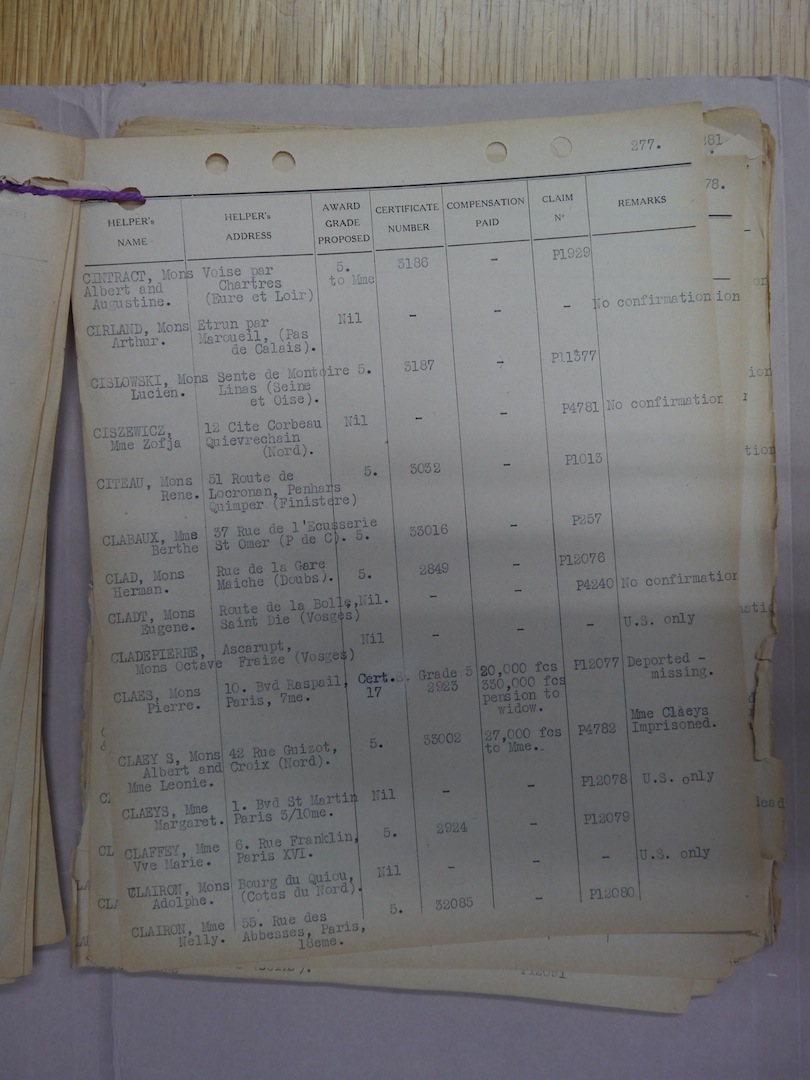 277.
281
78.
HELPER's NAME HELPER's ADDRESS AWARD GRADE PROPOSED CERTIFICATE NUMBER COMPENSATION PAID CLAIM N° REMARKS
CINTRACT, Mons Voise par 5. 3186 - P1929
Albert and Chartres to Mme
Augustine. (Eure et Loir)
CIRLAND, Mons Etrun par Nil - - - No confirmation
Arthur. Maroueil, (Pas
de Calais).
CISLOWSKI, Mons Sente de Montoire 5. 3187 - P11377
Lucien. Linas (Seine
et Oise).
CISZEWICZ, 12 Cite Corbeau Nil - - P4781 No confirmation
Mme Zofja Quievrechain
(Nord).
CITEAU, Mons 51 Route de 5. 3032 - P1013
Rene. Locronan, Penhars
Quimper (Finistere)
CLABAUX, Mme 37 Rue de l'Ecusserie
Berthe St Omer (P de C). 5. 33016 - P257
CLAD, Mons Rue de la Gare
Herman. Maiche (Doubs). 5. 2849 - P12076
CLADT, Mons Route de la Bolle, Nil. - - P4240 No confirmation
Eugene. Saint Die (Vosges)
CLADEPIERRE, Ascarupt, Nil - - - U.S. only
Mons Octave Fraize (Vosges)
CLAES, Mons 10. Bvd Raspail, Cert. Grade 5 20,000 fcs P12077 Deported -
Pierre. Paris, 7me. 17 2923 330,000 fcs missing.
pension to
widow.
CLAEY S, Mons 42 Rue Guizot, 5. 33002 27,000 fcs P4782 Mme Claeys
Albert and Croix (Nord). to Mme. Imprisoned.
Mme Leonie.
CLAEYS, Mme 1. Bvd St Martin Nil - - P12078 U.S. only
Margaret. Paris 3/10me.
CLAFFEY, Mme 6. Rue Franklin, 5. 2924 - P12079
Vve Marie. Paris XVI.
CLAIRON, Mons Bourg du Quiou, Nil - - - U.S. only
Adolphe. (Cotes du Nord).
CLAIRON, Mme 55. Rue des 5. 32085 - P12080
Nelly. Abbesses, Paris,
18eme.